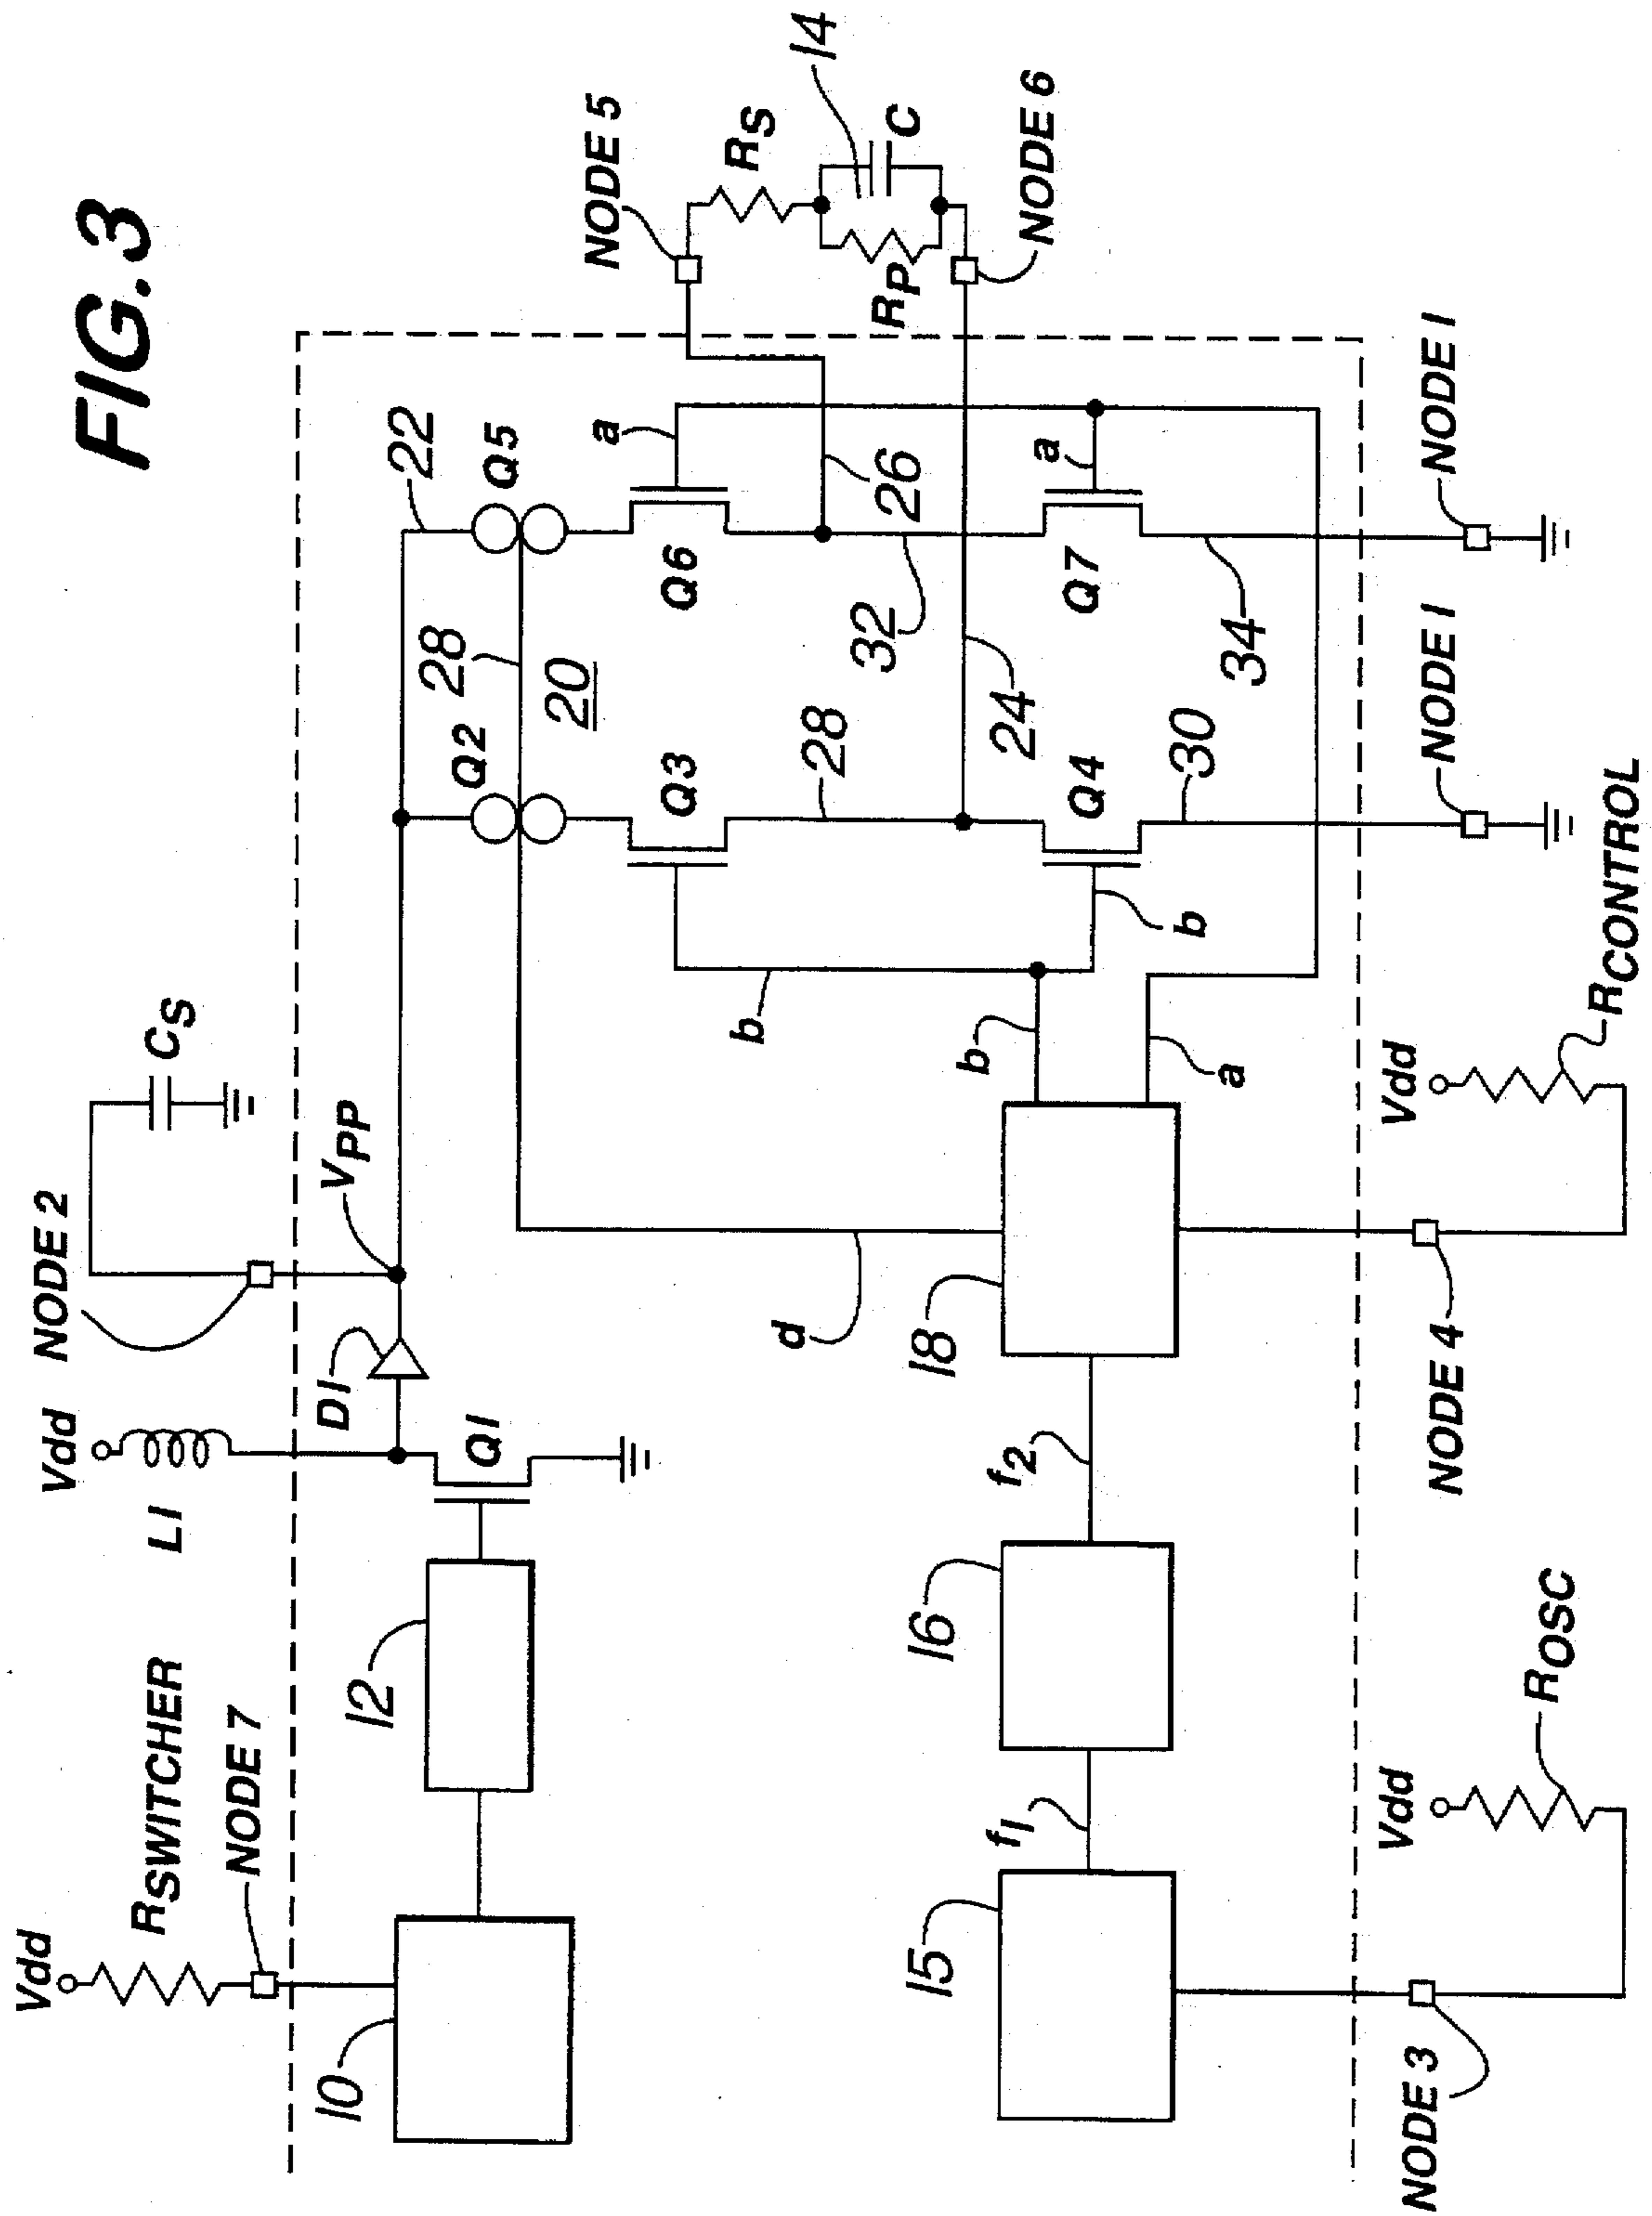 FIG. 3
Vdd
RSWITCHER
NODE 7
10
12
Vdd
L1
Q1
D1
NODE 2
VPP
CS
22
28
Q2
Q5
20
Q3
Q6
a
b
28
26
32
24
Q4
Q7
a
b
30
34
NODE 1
NODE 1
NODE 5
RS
14
C
RP
NODE 6
15
f1
16
f2
18
d
b
a
NODE 3
Vdd
ROSC
NODE 4
Vdd
RCONTROL